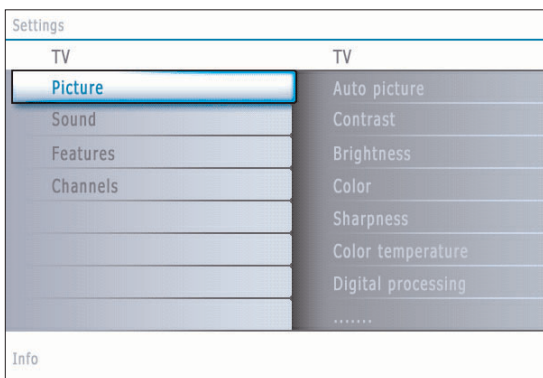 Settings
TV
TV
Picture
Auto picture
Sound
Contrast
Features
Brightness
Channels
Color
Sharpness
Color temperature
Digital processing
.......
Info